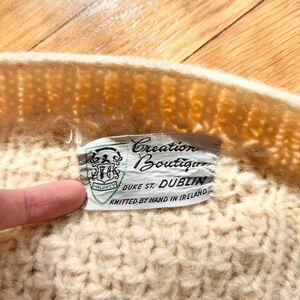 Creation
Boutique
DUKE ST. DUBLIN
KNITTED BY HAND IN IRELAND